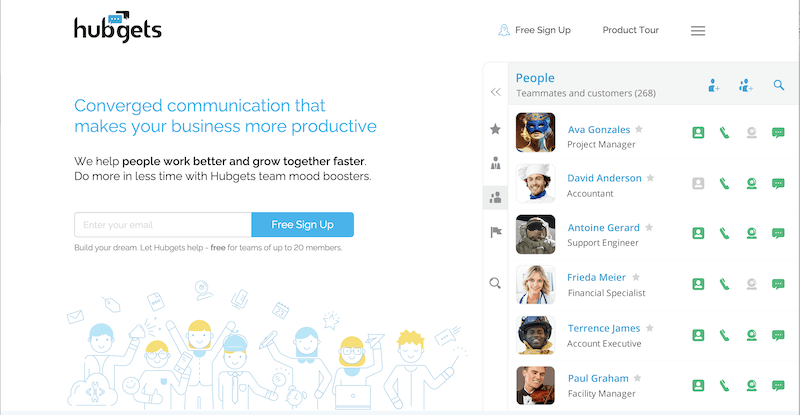 hubgets
Free Sign Up
Product Tour
Converged communication that
makes your business more productive
We help people work better and grow together faster.
Do more in less time with Hubgets team mood boosters.
Enter your email
Free Sign Up
Build your dream. Let Hubgets help - free for teams of up to 20 members.
People
Teammates and customers (268)
Ava Gonzales
Project Manager
David Anderson
Accountant
Antoine Gerard
Support Engineer
Frieda Meier
Financial Specialist
Terrence James
Account Executive
Paul Graham
Facility Manager